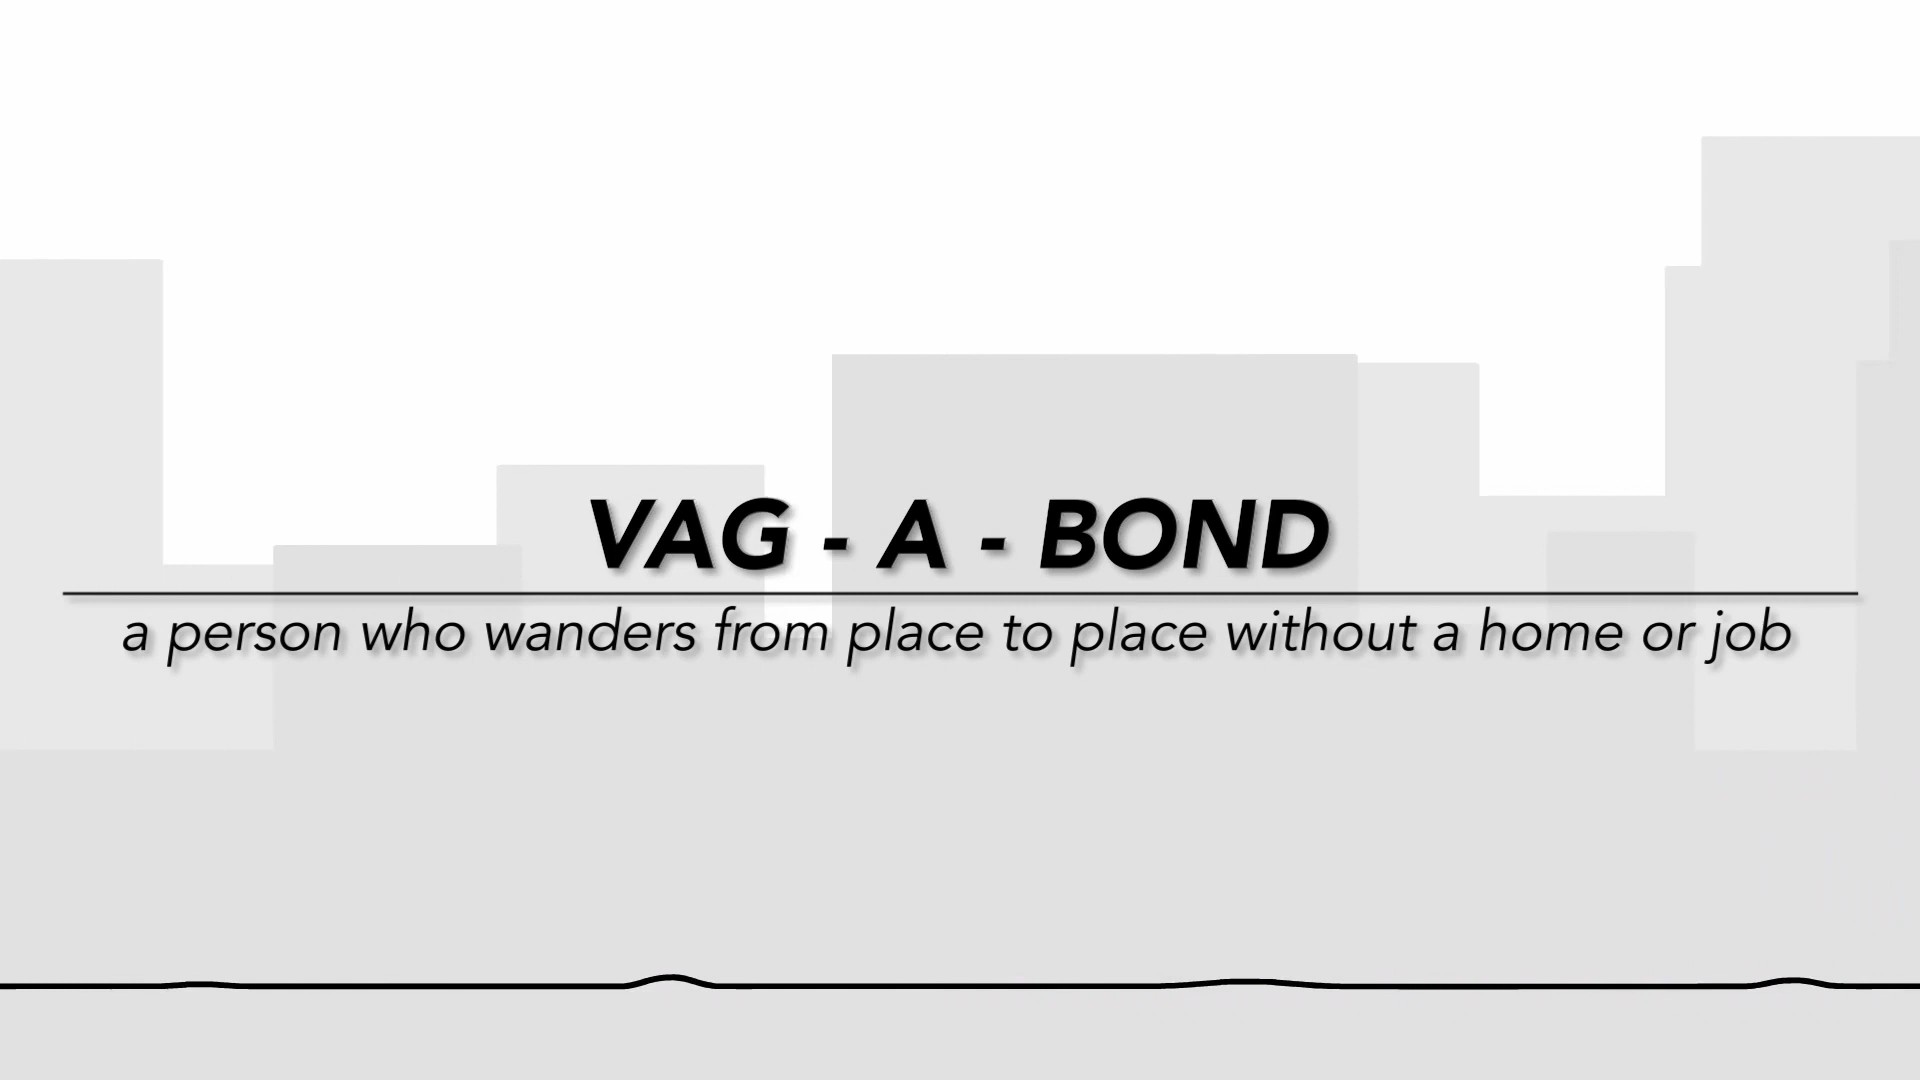 VAG - A - BOND
a person who wanders from place to place without a home or job